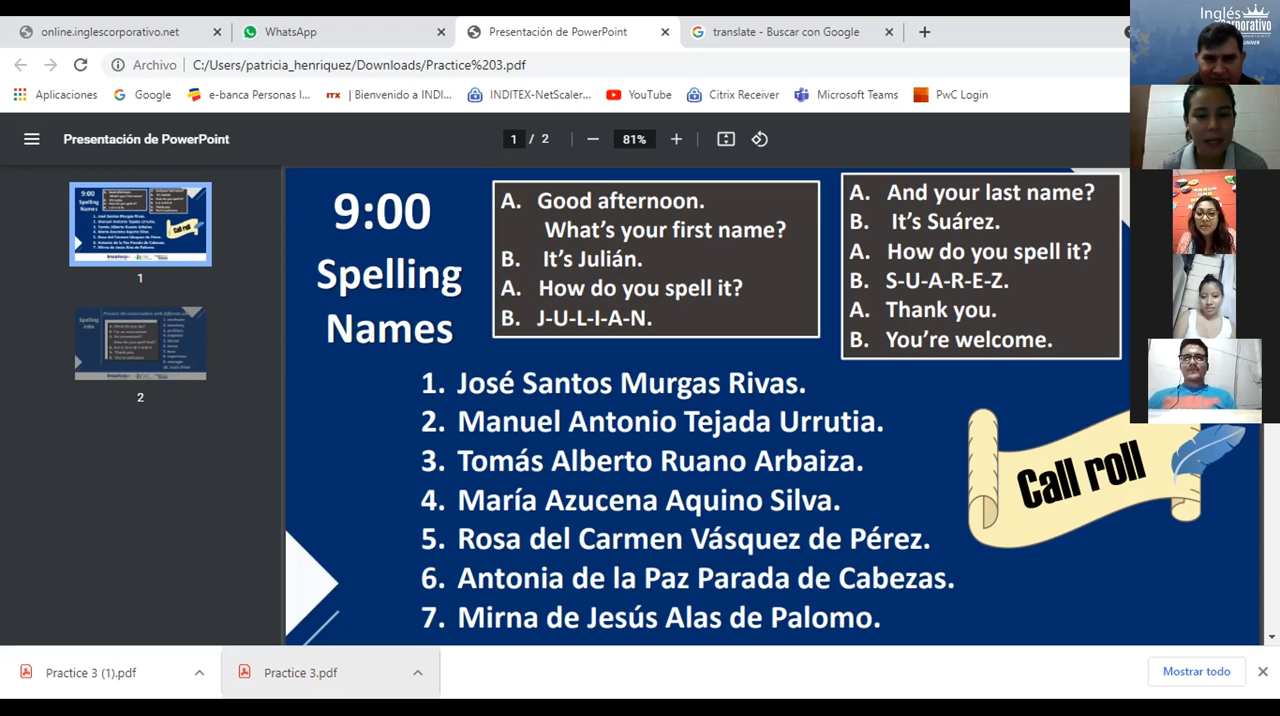 online.inglescorporativo.net
WhatsApp
Presentación de PowerPoint
translate - Buscar con Google
Archivo
C:/Users/patricia_henriquez/Downloads/Practice%203.pdf
Aplicaciones
Google
e-banca Personas I...
ITX | Bienvenido a INDI...
INDITEX-NetScaler...
YouTube
Citrix Receiver
Microsoft Teams
PwC Login
Inglés
Corporativo
Presentación de PowerPoint
1 / 2
81%
1
2
9:00
Spelling
Names
A. Good afternoon.
What's your first name?
B. It's Julián.
A. How do you spell it?
B. J-U-L-I-A-N.
A. And your last name?
B. It's Suárez.
A. How do you spell it?
B. S-U-A-R-E-Z.
A. Thank you.
B. You're welcome.
1. José Santos Murgas Rivas.
2. Manuel Antonio Tejada Urrutia.
3. Tomás Alberto Ruano Arbaiza.
4. María Azucena Aquino Silva.
5. Rosa del Carmen Vásquez de Pérez.
6. Antonia de la Paz Parada de Cabezas.
7. Mirna de Jesús Alas de Palomo.
Call roll
Practice 3 (1).pdf
Practice 3.pdf
Mostrar todo